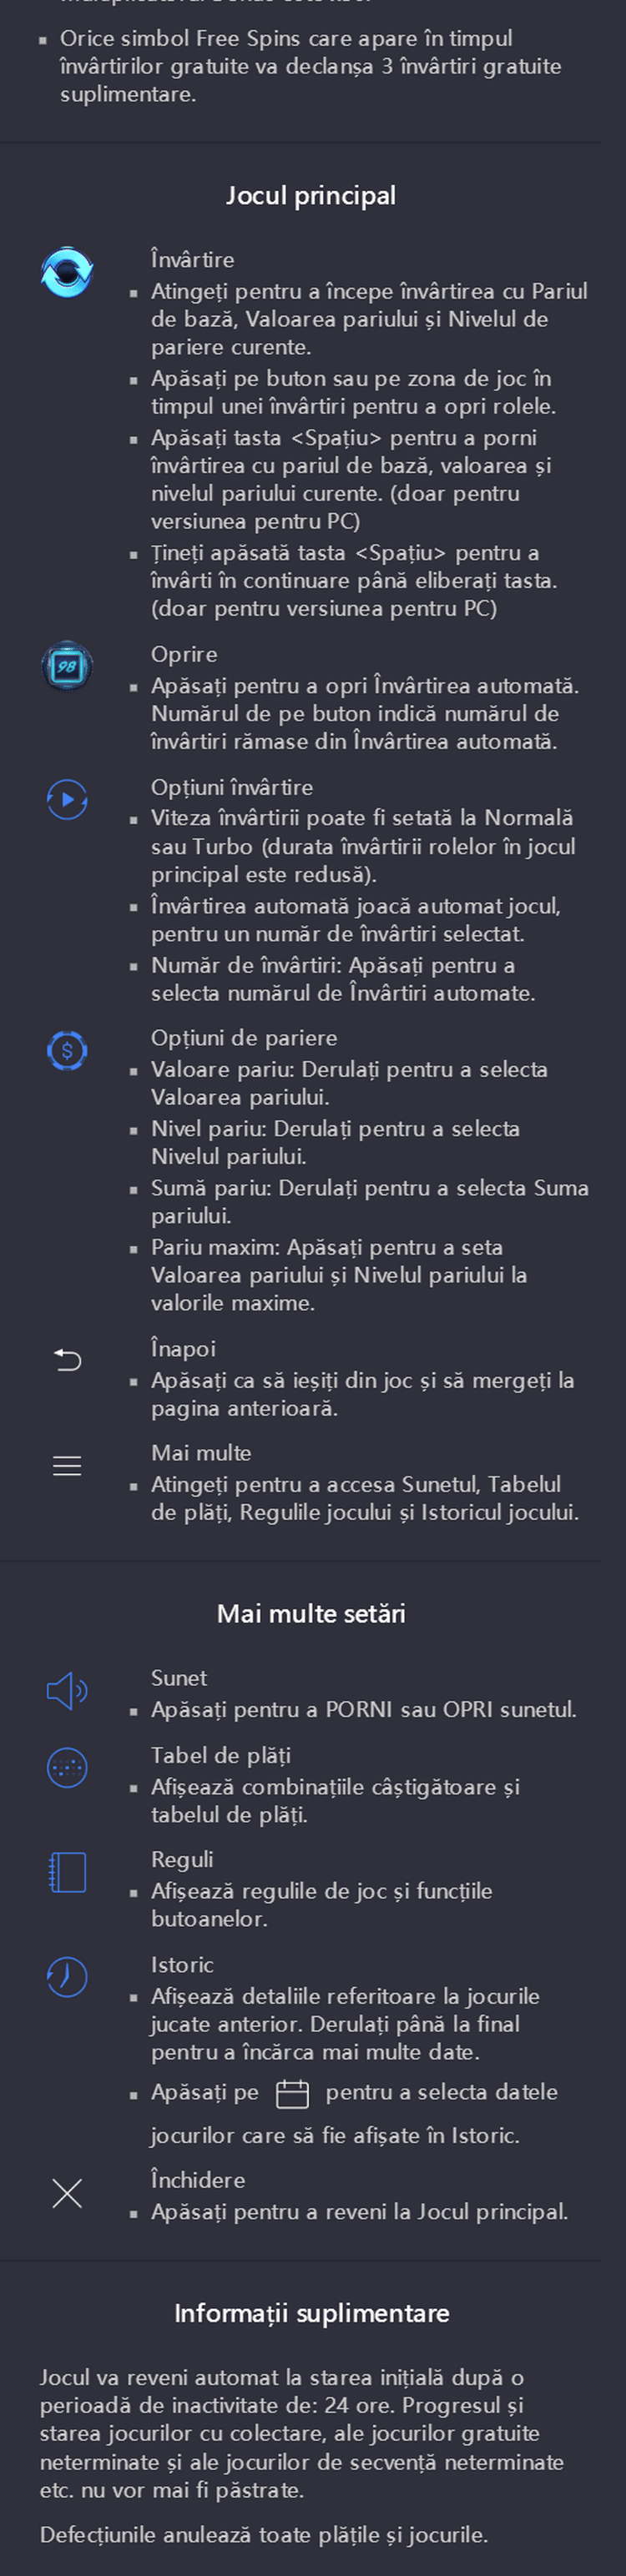 Orice simbol Free Spins care apare în timpul
învârtirilor gratuite va declanșa 3 învârtiri gratuite
suplimentare.
Jocul principal
Învârtire
Atingeți pentru a începe învârtirea cu Pariul
de bază, Valoarea pariului și Nivelul de
pariere curente.
Apăsați pe buton sau pe zona de joc în
timpul unei învârtiri pentru a opri rolele.
Apăsați tasta <Spațiu> pentru a porni
învârtirea cu pariul de bază, valoarea și
nivelul pariului curente. (doar pentru
versiunea pentru PC)
Țineți apăsată tasta <Spațiu> pentru a
învârti în continuare până eliberați tasta.
(doar pentru versiunea pentru PC)
98
Oprire
Apăsați pentru a opri Învârtirea automată.
Numărul de pe buton indică numărul de
învârtiri rămase din Învârtirea automată.
Opțiuni învârtire
Viteza învârtirii poate fi setată la Normală
sau Turbo (durata învârtirii rolelor în jocul
principal este redusă).
Învârtirea automată joacă automat jocul,
pentru un număr de învârtiri selectat.
Număr de învârtiri: Apăsați pentru a
selecta numărul de Învârtiri automate.
$
Opțiuni de pariere
Valoare pariu: Derulați pentru a selecta
Valoarea pariului.
Nivel pariu: Derulați pentru a selecta
Nivelul pariului.
Sumă pariu: Derulați pentru a selecta Suma
pariului.
Pariu maxim: Apăsați pentru a seta
Valoarea pariului și Nivelul pariului la
valorile maxime.
Înapoi
Apăsați ca să ieșiți din joc și să mergeți la
pagina anterioară.
Mai multe
Atingeți pentru a accesa Sunetul, Tabelul
de plăți, Regulile jocului și Istoricul jocului.
Mai multe setări
Sunet
Apăsați pentru a PORNI sau OPRI sunetul.
Tabel de plăți
Afișează combinațiile câștigătoare și
tabelul de plăți.
Reguli
Afișează regulile de joc și funcțiile
butoanelor.
Istoric
Afișează detaliile referitoare la jocurile
jucate anterior. Derulați până la final
pentru a încărca mai multe date.
Apăsați pe pentru a selecta datele
jocurilor care să fie afișate în Istoric.
Închidere
Apăsați pentru a reveni la Jocul principal.
Informații suplimentare
Jocul va reveni automat la starea inițială după o
perioadă de inactivitate de: 24 ore. Progresul și
starea jocurilor cu colectare, ale jocurilor gratuite
neterminate și ale jocurilor de secvență neterminate
etc. nu vor mai fi păstrate.
Defecțiunile anulează toate plățile și jocurile.